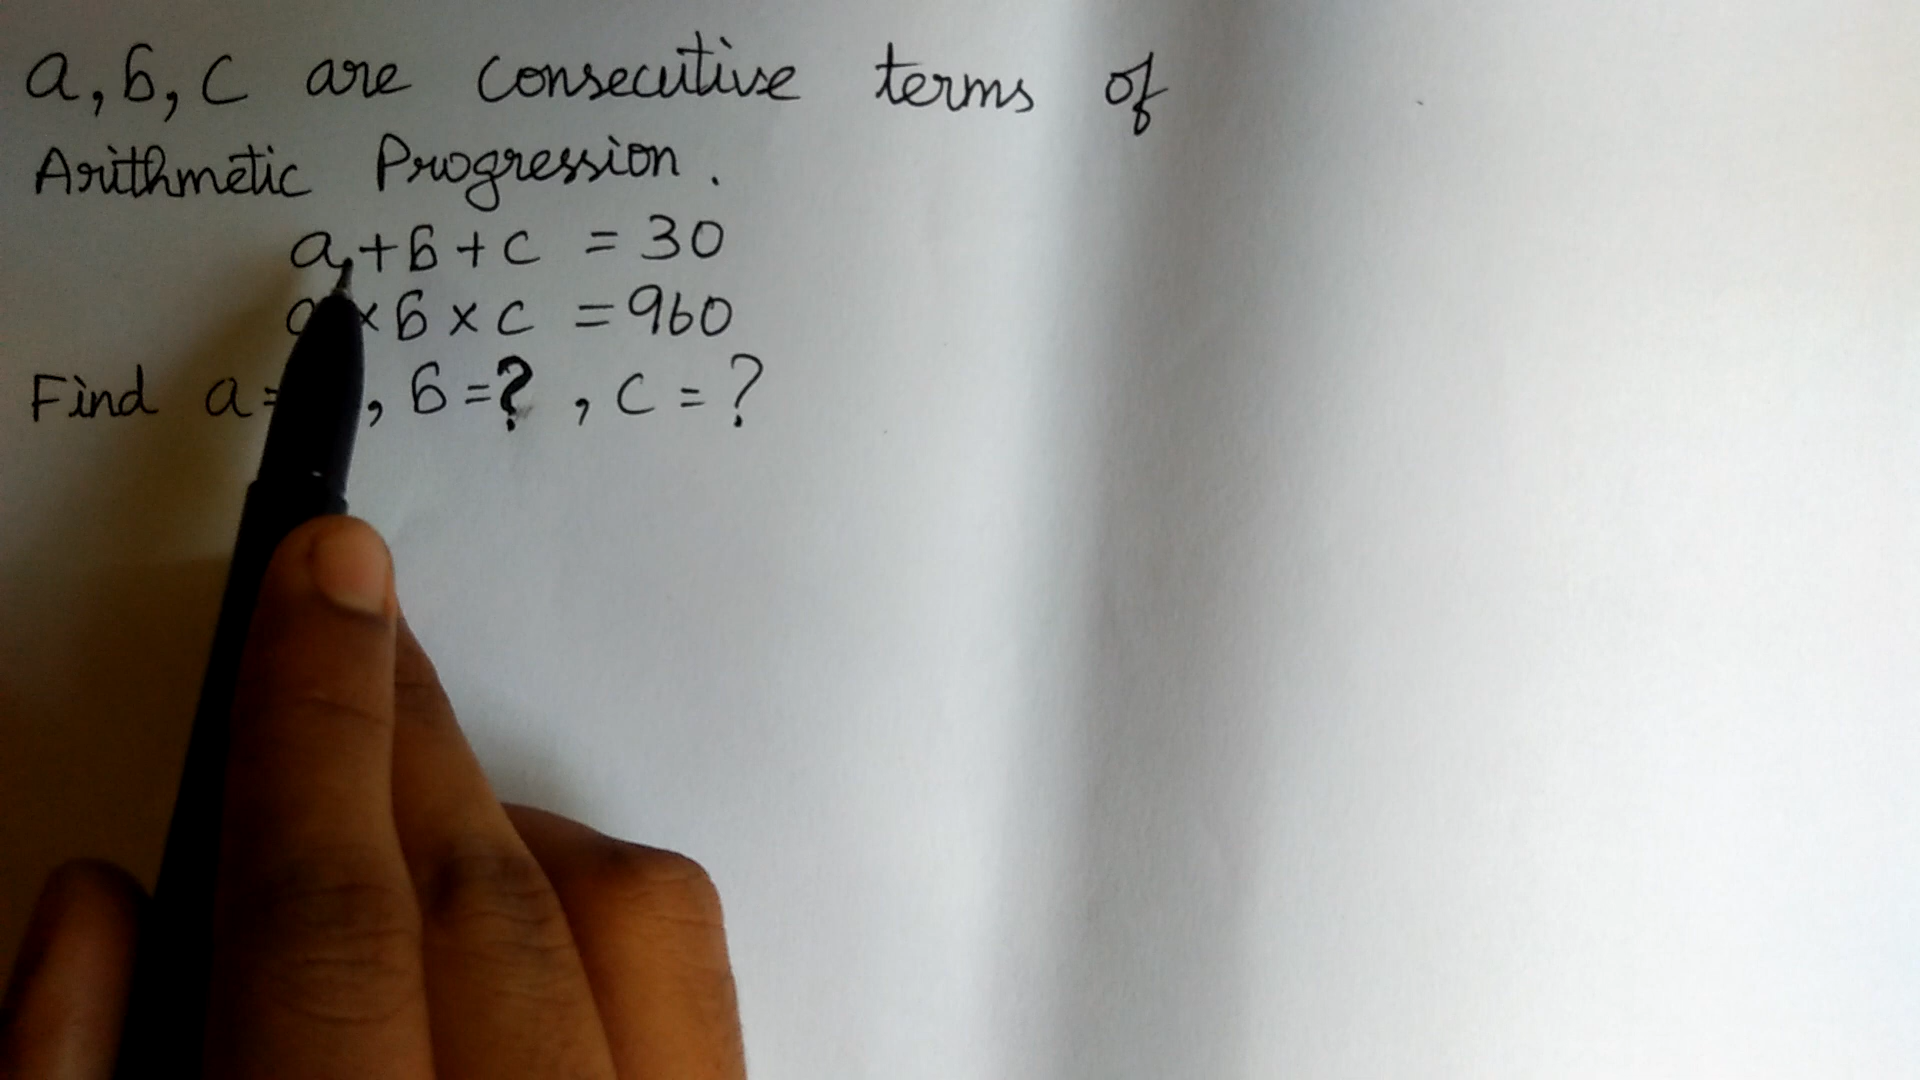 a, b, c are consecutive terms of
Arithmetic Progression.
a + b + c = 30
a × b × c = 960
Find a= , b=? , c = ?